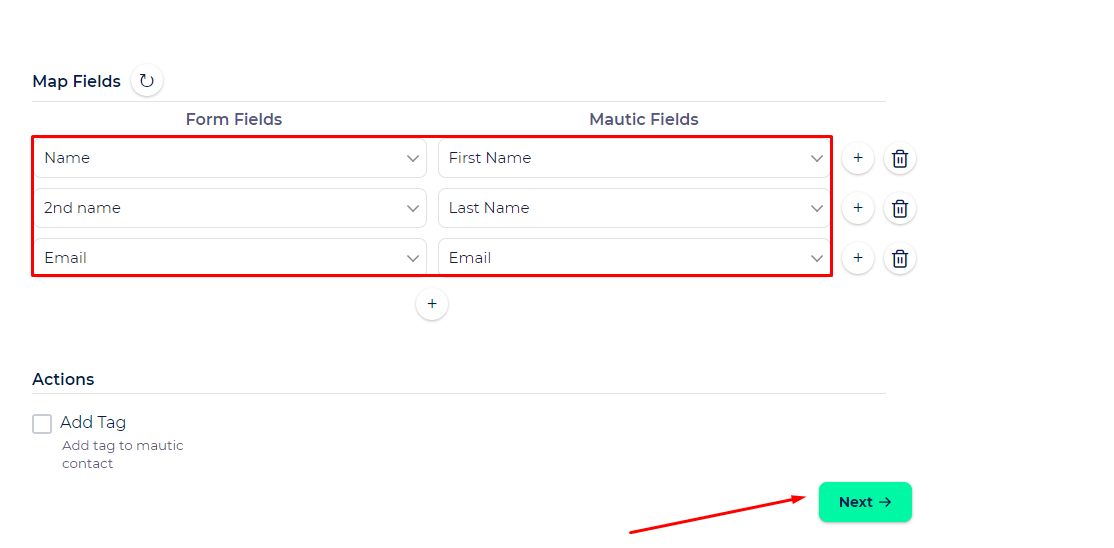 Map Fields
Form Fields Mautic Fields
Name First Name
2nd name Last Name
Email Email
Actions
Add Tag
Add tag to mautic
contact
Next →